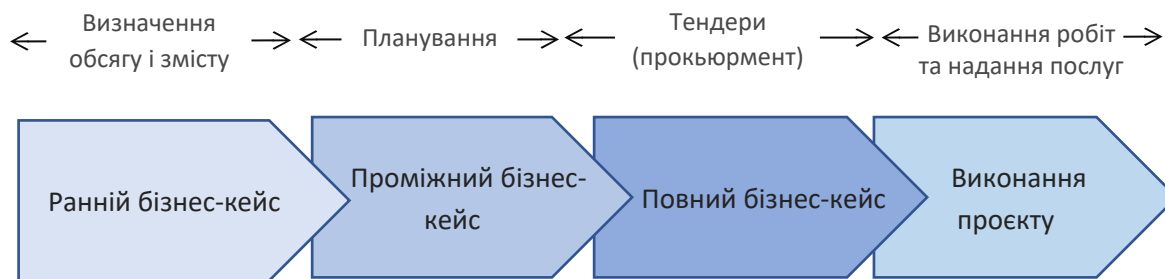 Визначення
обсягу і змісту
Планування
Тендери
(прокьюрмент)
Виконання робіт
та надання послуг
Ранній бізнес-кейс
Проміжний бізнес-
кейс
Повний бізнес-кейс
Виконання
проєкту